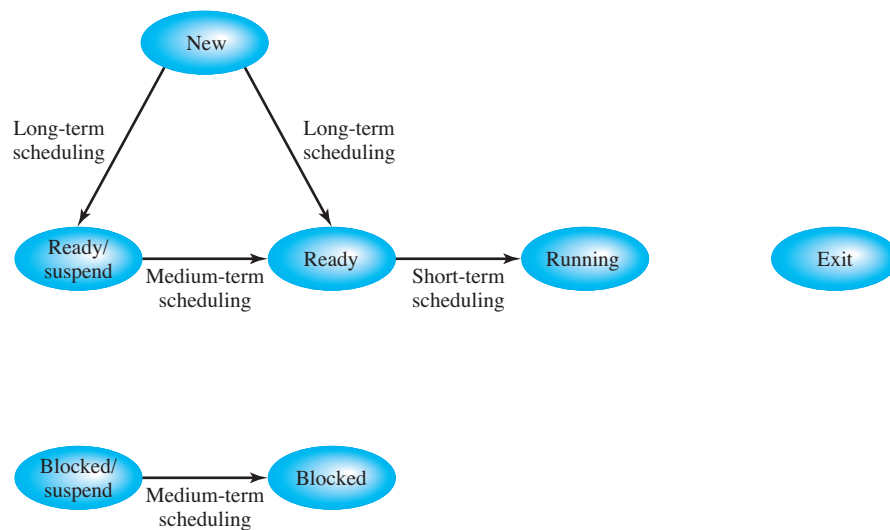 New
Long-term
scheduling
Long-term
scheduling
Ready/
suspend
Medium-term
scheduling
Ready
Short-term
scheduling
Running
Exit
Blocked/
suspend
Medium-term
scheduling
Blocked